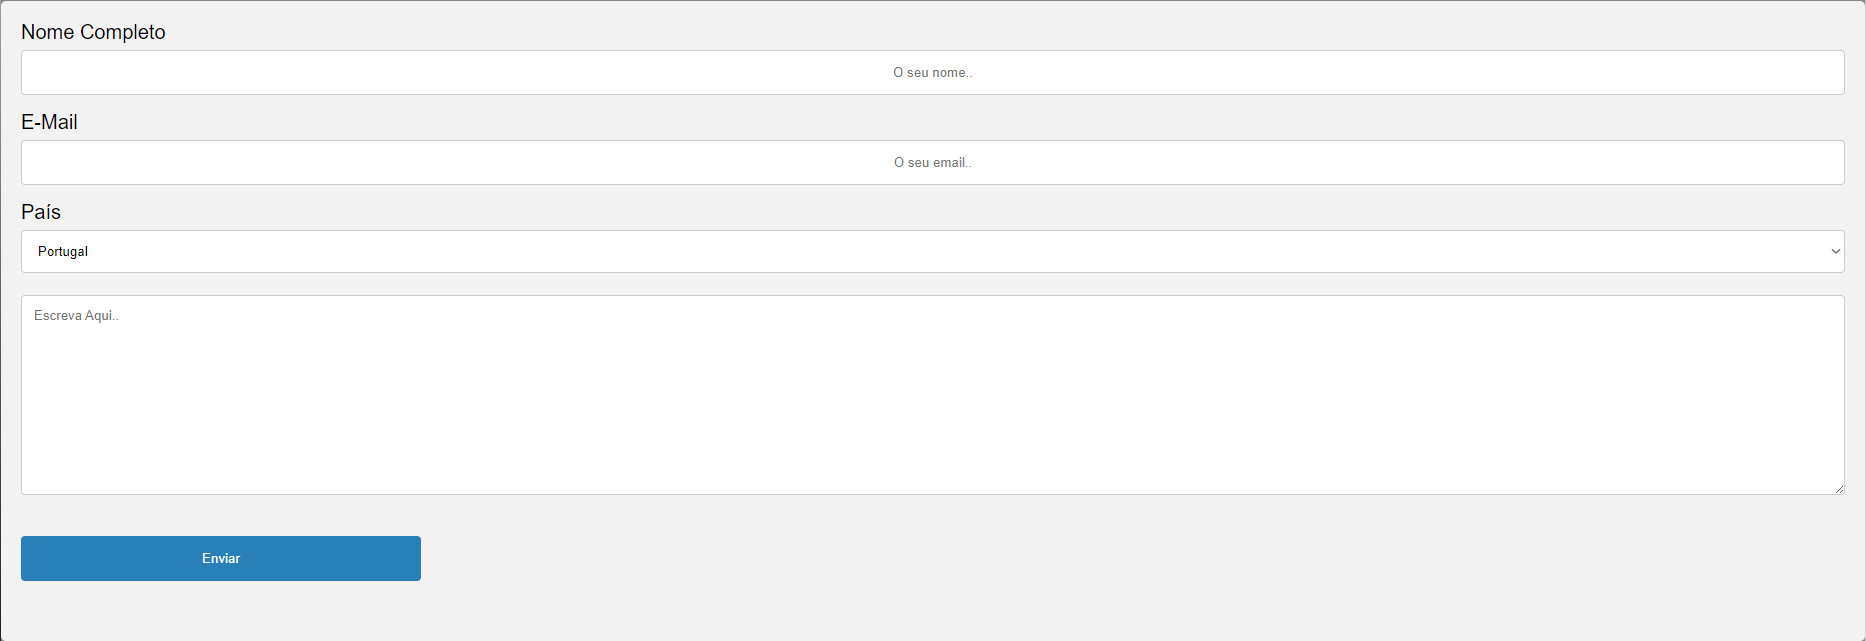 Nome Completo
O seu nome..
E-Mail
O seu email..
País
Portugal
Escreva Aqui..
Enviar